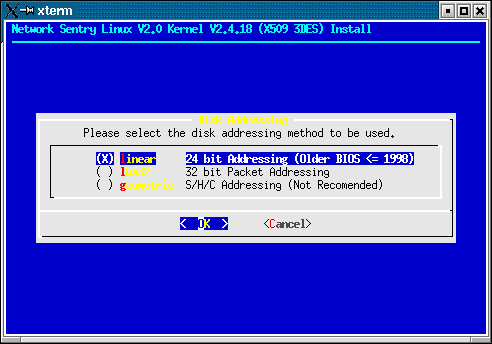 xterm
Network Sentry Linux V2.0 Kernel V2.4.18 (X509 3DES) Install
Disk Addressing
Please select the disk addressing method to be used.
(X) linear 24 bit Addressing (Older BIOS <= 1998)
( ) 32 bit Packet Addressing
( ) geometric S/H/C Addressing (Not Recomended)
< OK > <Cancel>